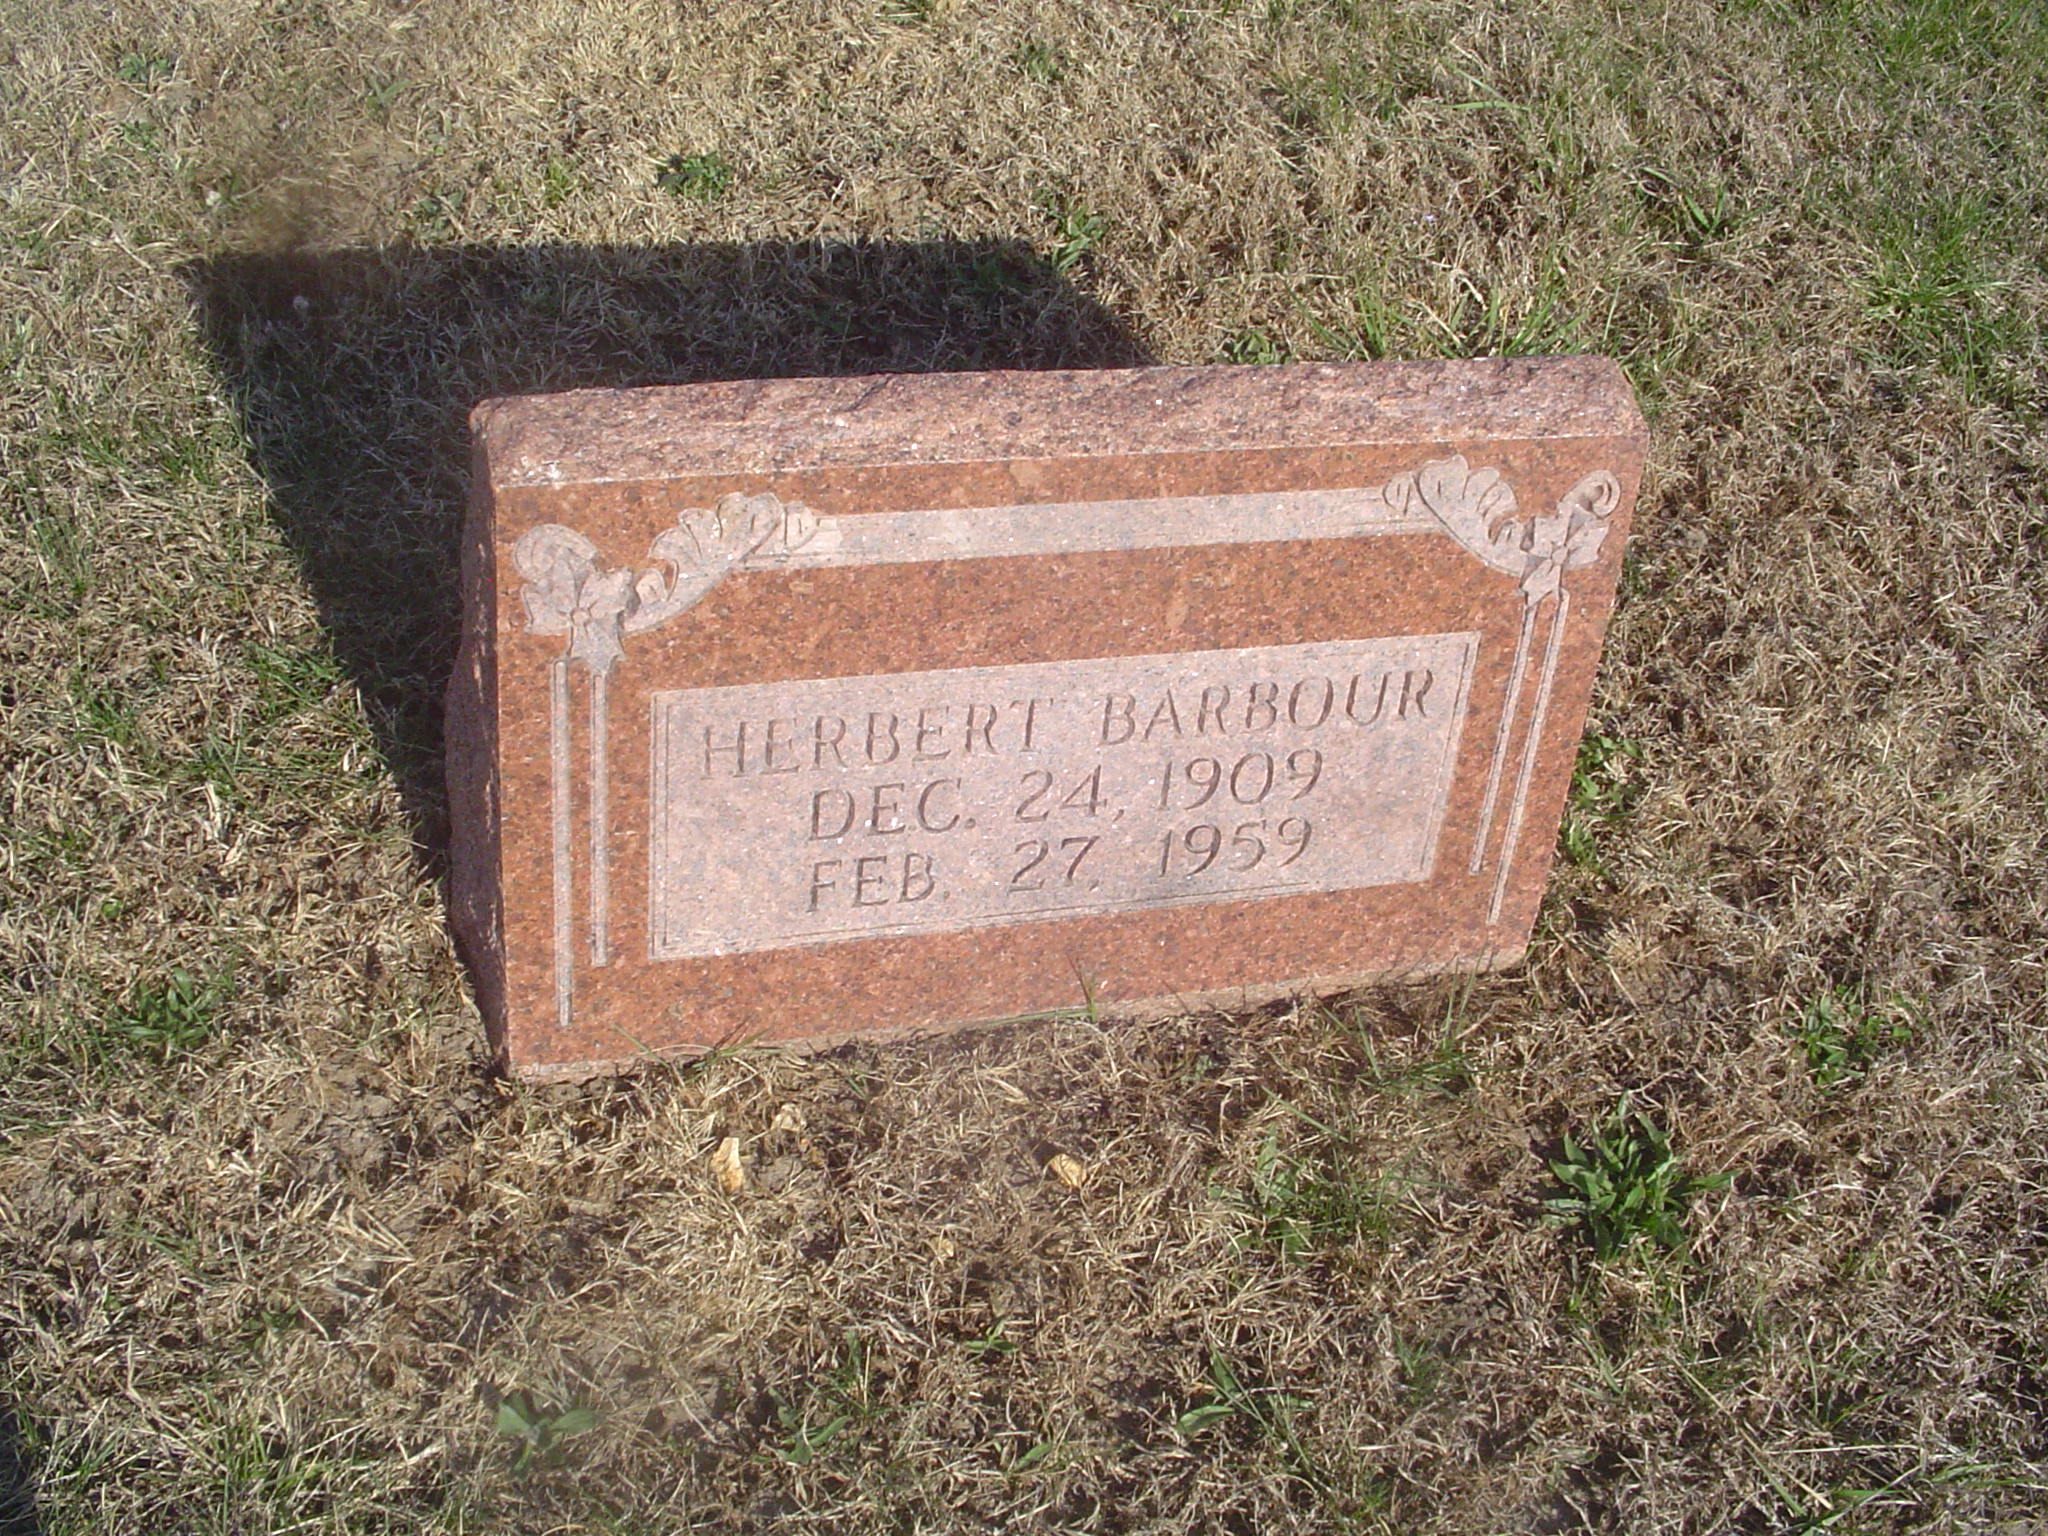 HERBERT BARBOUR
DEC. 24, 1909
FEB. 27, 1959